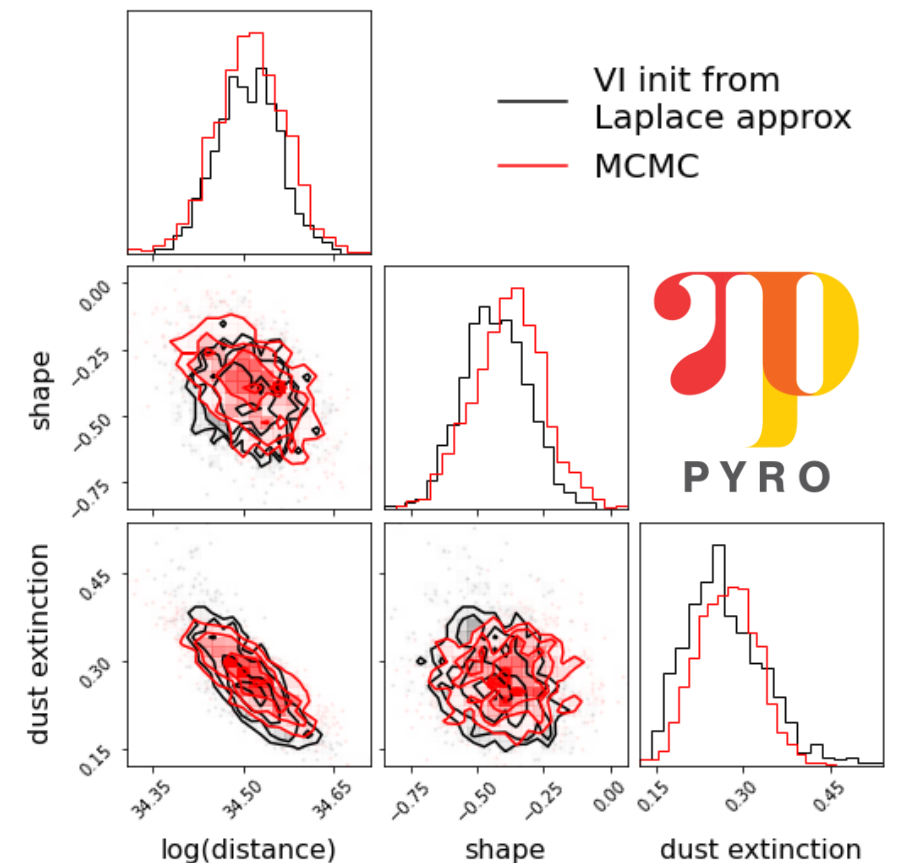 VI init from
Laplace approx
MCMC
0.00
−0.25
−0.50
−0.75
shape
PYRO
0.45
0.30
0.15
dust extinction
34.35 34.50 34.65
−0.75 −0.50 −0.25 0.00
0.15 0.30 0.45
log(distance) shape dust extinction